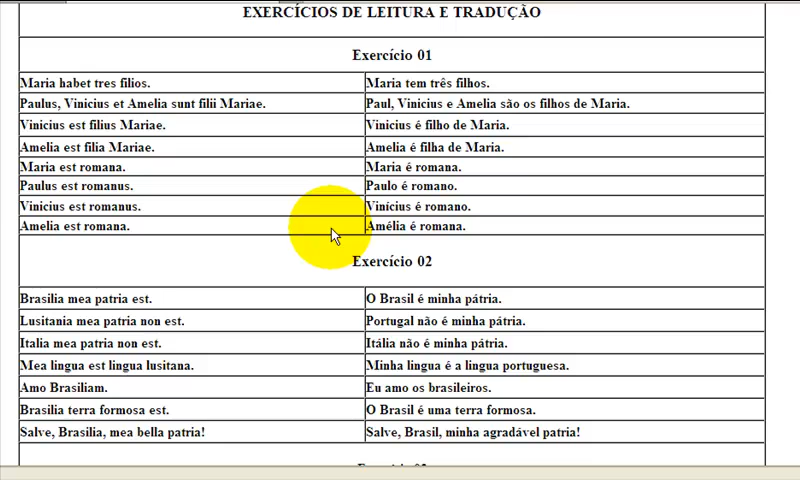 EXERCÍCIOS DE LEITURA E TRADUÇÃO
Exercício 01
Maria habet tres filios. Maria tem três filhos.
Paulus, Vinicius et Amelia sunt filii Mariae. Paul, Vinicius e Amelia são os filhos de Maria.
Vinicius est filius Mariae. Vinicius é filho de Maria.
Amelia est filia Mariae. Amelia é filha de Maria.
Maria est romana. Maria é romana.
Paulus est romanus. Paulo é romano.
Vinicius est romanus. Vinícius é romano.
Amelia est romana. Amélia é romana.
Exercício 02
Brasilia mea patria est. O Brasil é minha pátria.
Lusitania mea patria non est. Portugal não é minha pátria.
Italia mea patria non est. Itália não é minha pátria.
Mea lingua est lingua lusitana. Minha lingua é a lingua portuguesa.
Amo Brasiliam. Eu amo os brasileiros.
Brasilia terra formosa est. O Brasil é uma terra formosa.
Salve, Brasilia, mea bella patria! Salve, Brasil, minha agradável patria!